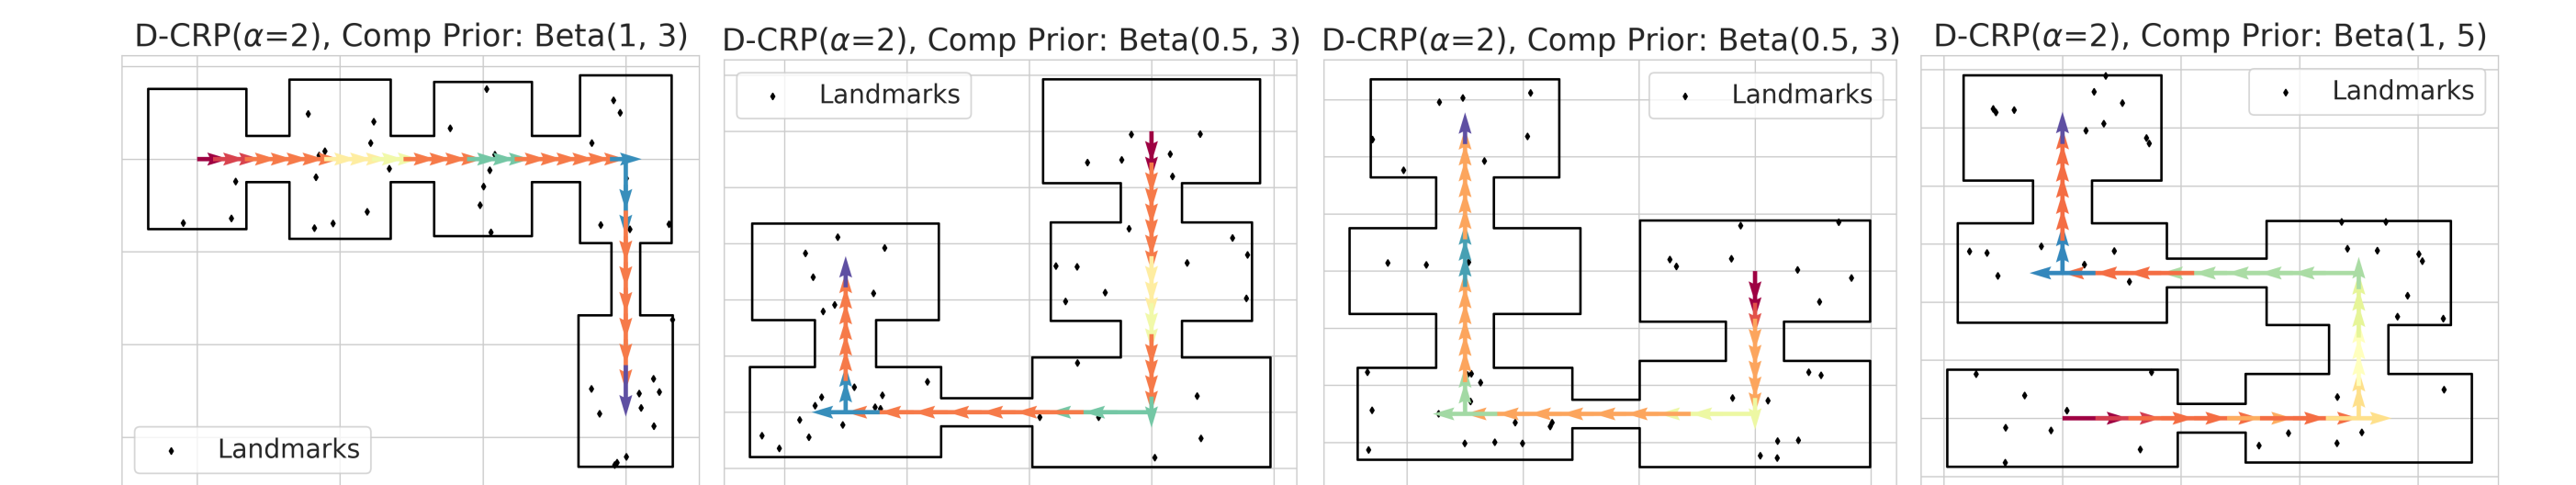 D-CRP(α=2), Comp Prior: Beta(1, 3)
Landmarks
D-CRP(α=2), Comp Prior: Beta(0.5, 3)
Landmarks
D-CRP(α=2), Comp Prior: Beta(0.5, 3)
Landmarks
D-CRP(α=2), Comp Prior: Beta(1, 5)
Landmarks